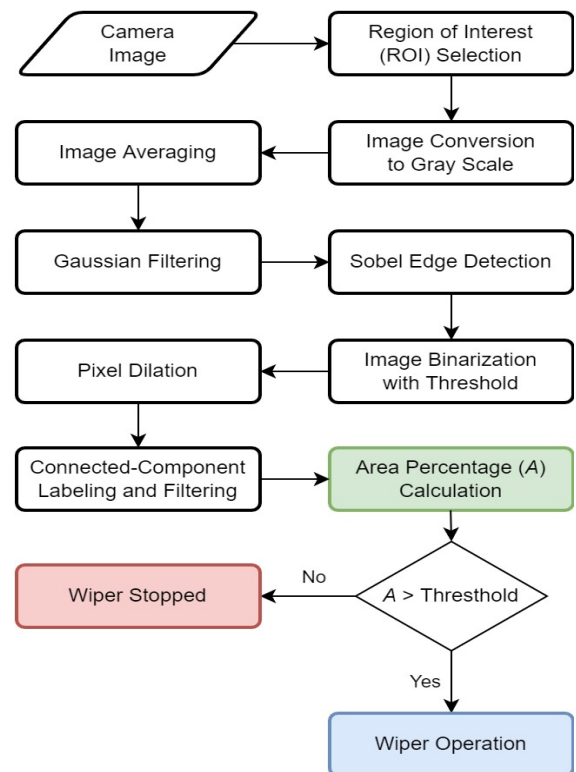 Camera
Image
Region of Interest
(ROI) Selection
Image Conversion
to Gray Scale
Image Averaging
Gaussian Filtering
Sobel Edge Detection
Image Binarization
with Threshold
Pixel Dilation
Connected-Component
Labeling and Filtering
Area Percentage (A)
Calculation
A > Threshold
No
Wiper Stopped
Yes
Wiper Operation